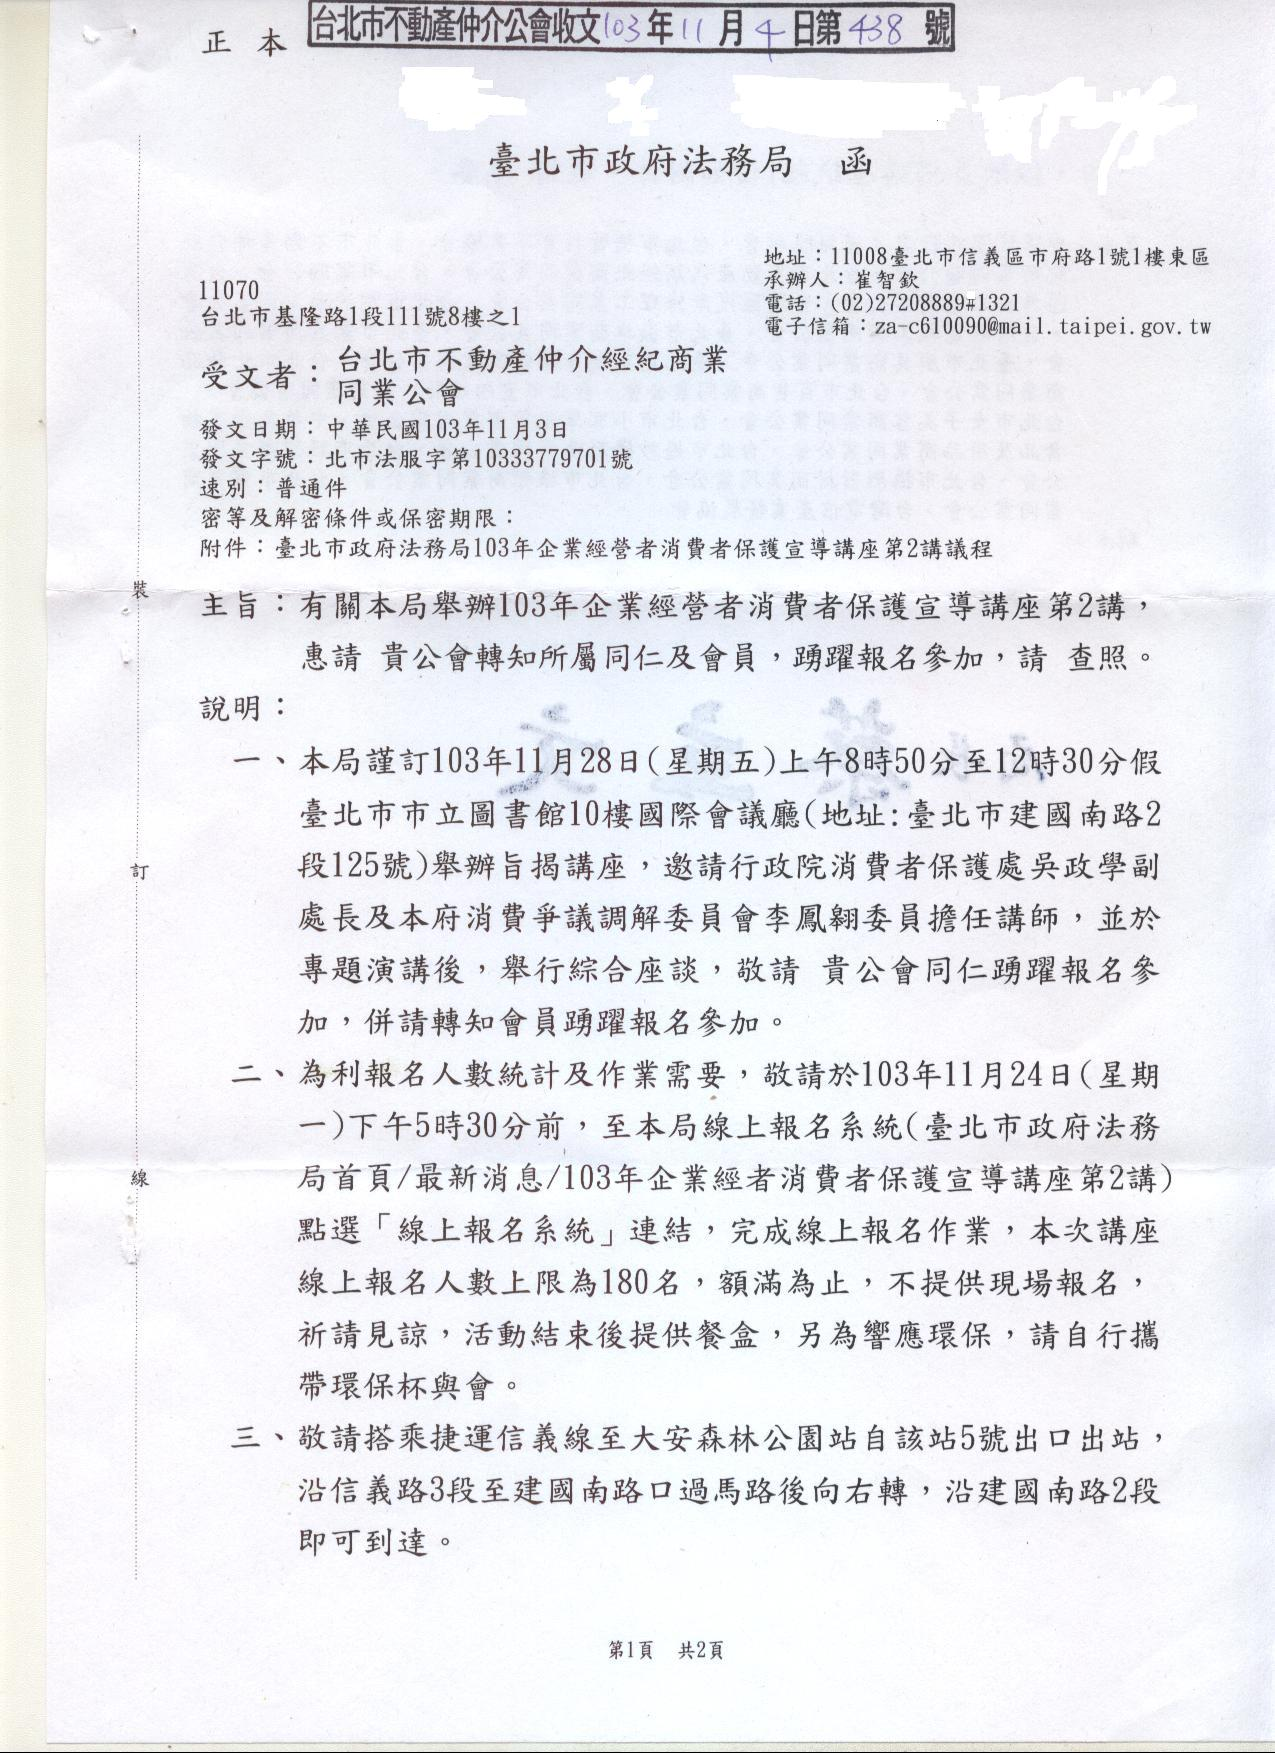 正 本
台北市不動產仲介公會收文103年11月4日第438號
臺北市政府法務局 函
地址：11008臺北市信義區市府路1號1樓東區
承辦人：崔智欽
電話：(02)27208889#1321
電子信箱：za-c610090@mail.taipei.gov.tw
11070
台北市基隆路1段111號8樓之1
受文者：台北市不動產仲介經紀商業
同業公會
發文日期：中華民國103年11月3日
發文字號：北市法服字第10333779701號
速別：普通件
密等及解密條件或保密期限：
附件：臺北市政府法務局103年企業經營者消費者保護宣導講座第2講議程
主旨：有關本局舉辦103年企業經營者消費者保護宣導講座第2講，
惠請 貴公會轉知所屬同仁及會員，踴躍報名參加，請 查照。
說明：
一、本局謹訂103年11月28日(星期五)上午8時50分至12時30分假
臺北市市立圖書館10樓國際會議廳(地址:臺北市建國南路2
段125號)舉辦旨揭講座，邀請行政院消費者保護處吳政學副
處長及本府消費爭議調解委員會李鳳翱委員擔任講師，並於
專題演講後，舉行綜合座談，敬請 貴公會同仁踴躍報名參
加，併請轉知會員踴躍報名參加。
二、為利報名人數統計及作業需要，敬請於103年11月24日(星期
一)下午5時30分前，至本局線上報名系統(臺北市政府法務
局首頁/最新消息/103年企業經者消費者保護宣導講座第2講)
點選「線上報名系統」連結，完成線上報名作業，本次講座
線上報名人數上限為180名，額滿為止，不提供現場報名，
祈請見諒，活動結束後提供餐盒，另為響應環保，請自行攜
帶環保杯與會。
三、敬請搭乘捷運信義線至大安森林公園站自該站5號出口出站，
沿信義路3段至建國南路口過馬路後向右轉，沿建國南路2段
即可到達。
裝
訂
線
第1頁 共2頁